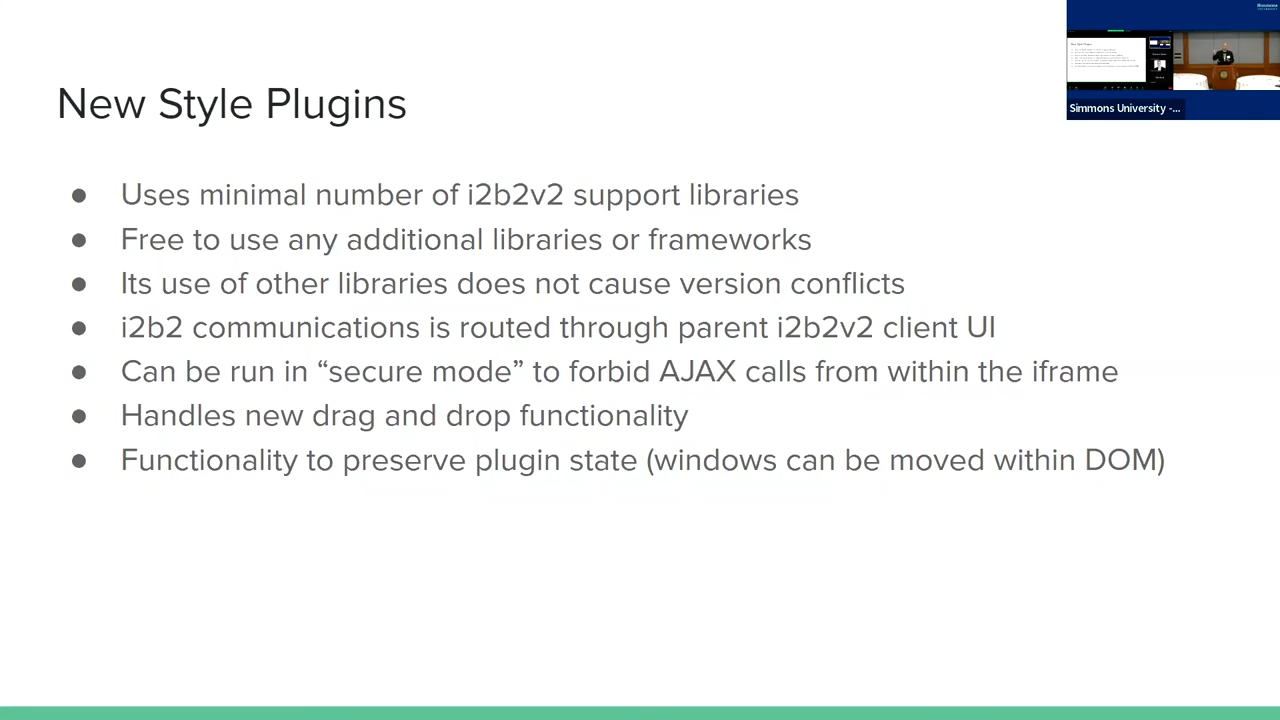 Simmons
UNIVERSITY
Simmons University -...
New Style Plugins
● Uses minimal number of i2b2v2 support libraries
● Free to use any additional libraries or frameworks
● Its use of other libraries does not cause version conflicts
● i2b2 communications is routed through parent i2b2v2 client UI
● Can be run in “secure mode” to forbid AJAX calls from within the iframe
● Handles new drag and drop functionality
● Functionality to preserve plugin state (windows can be moved within DOM)